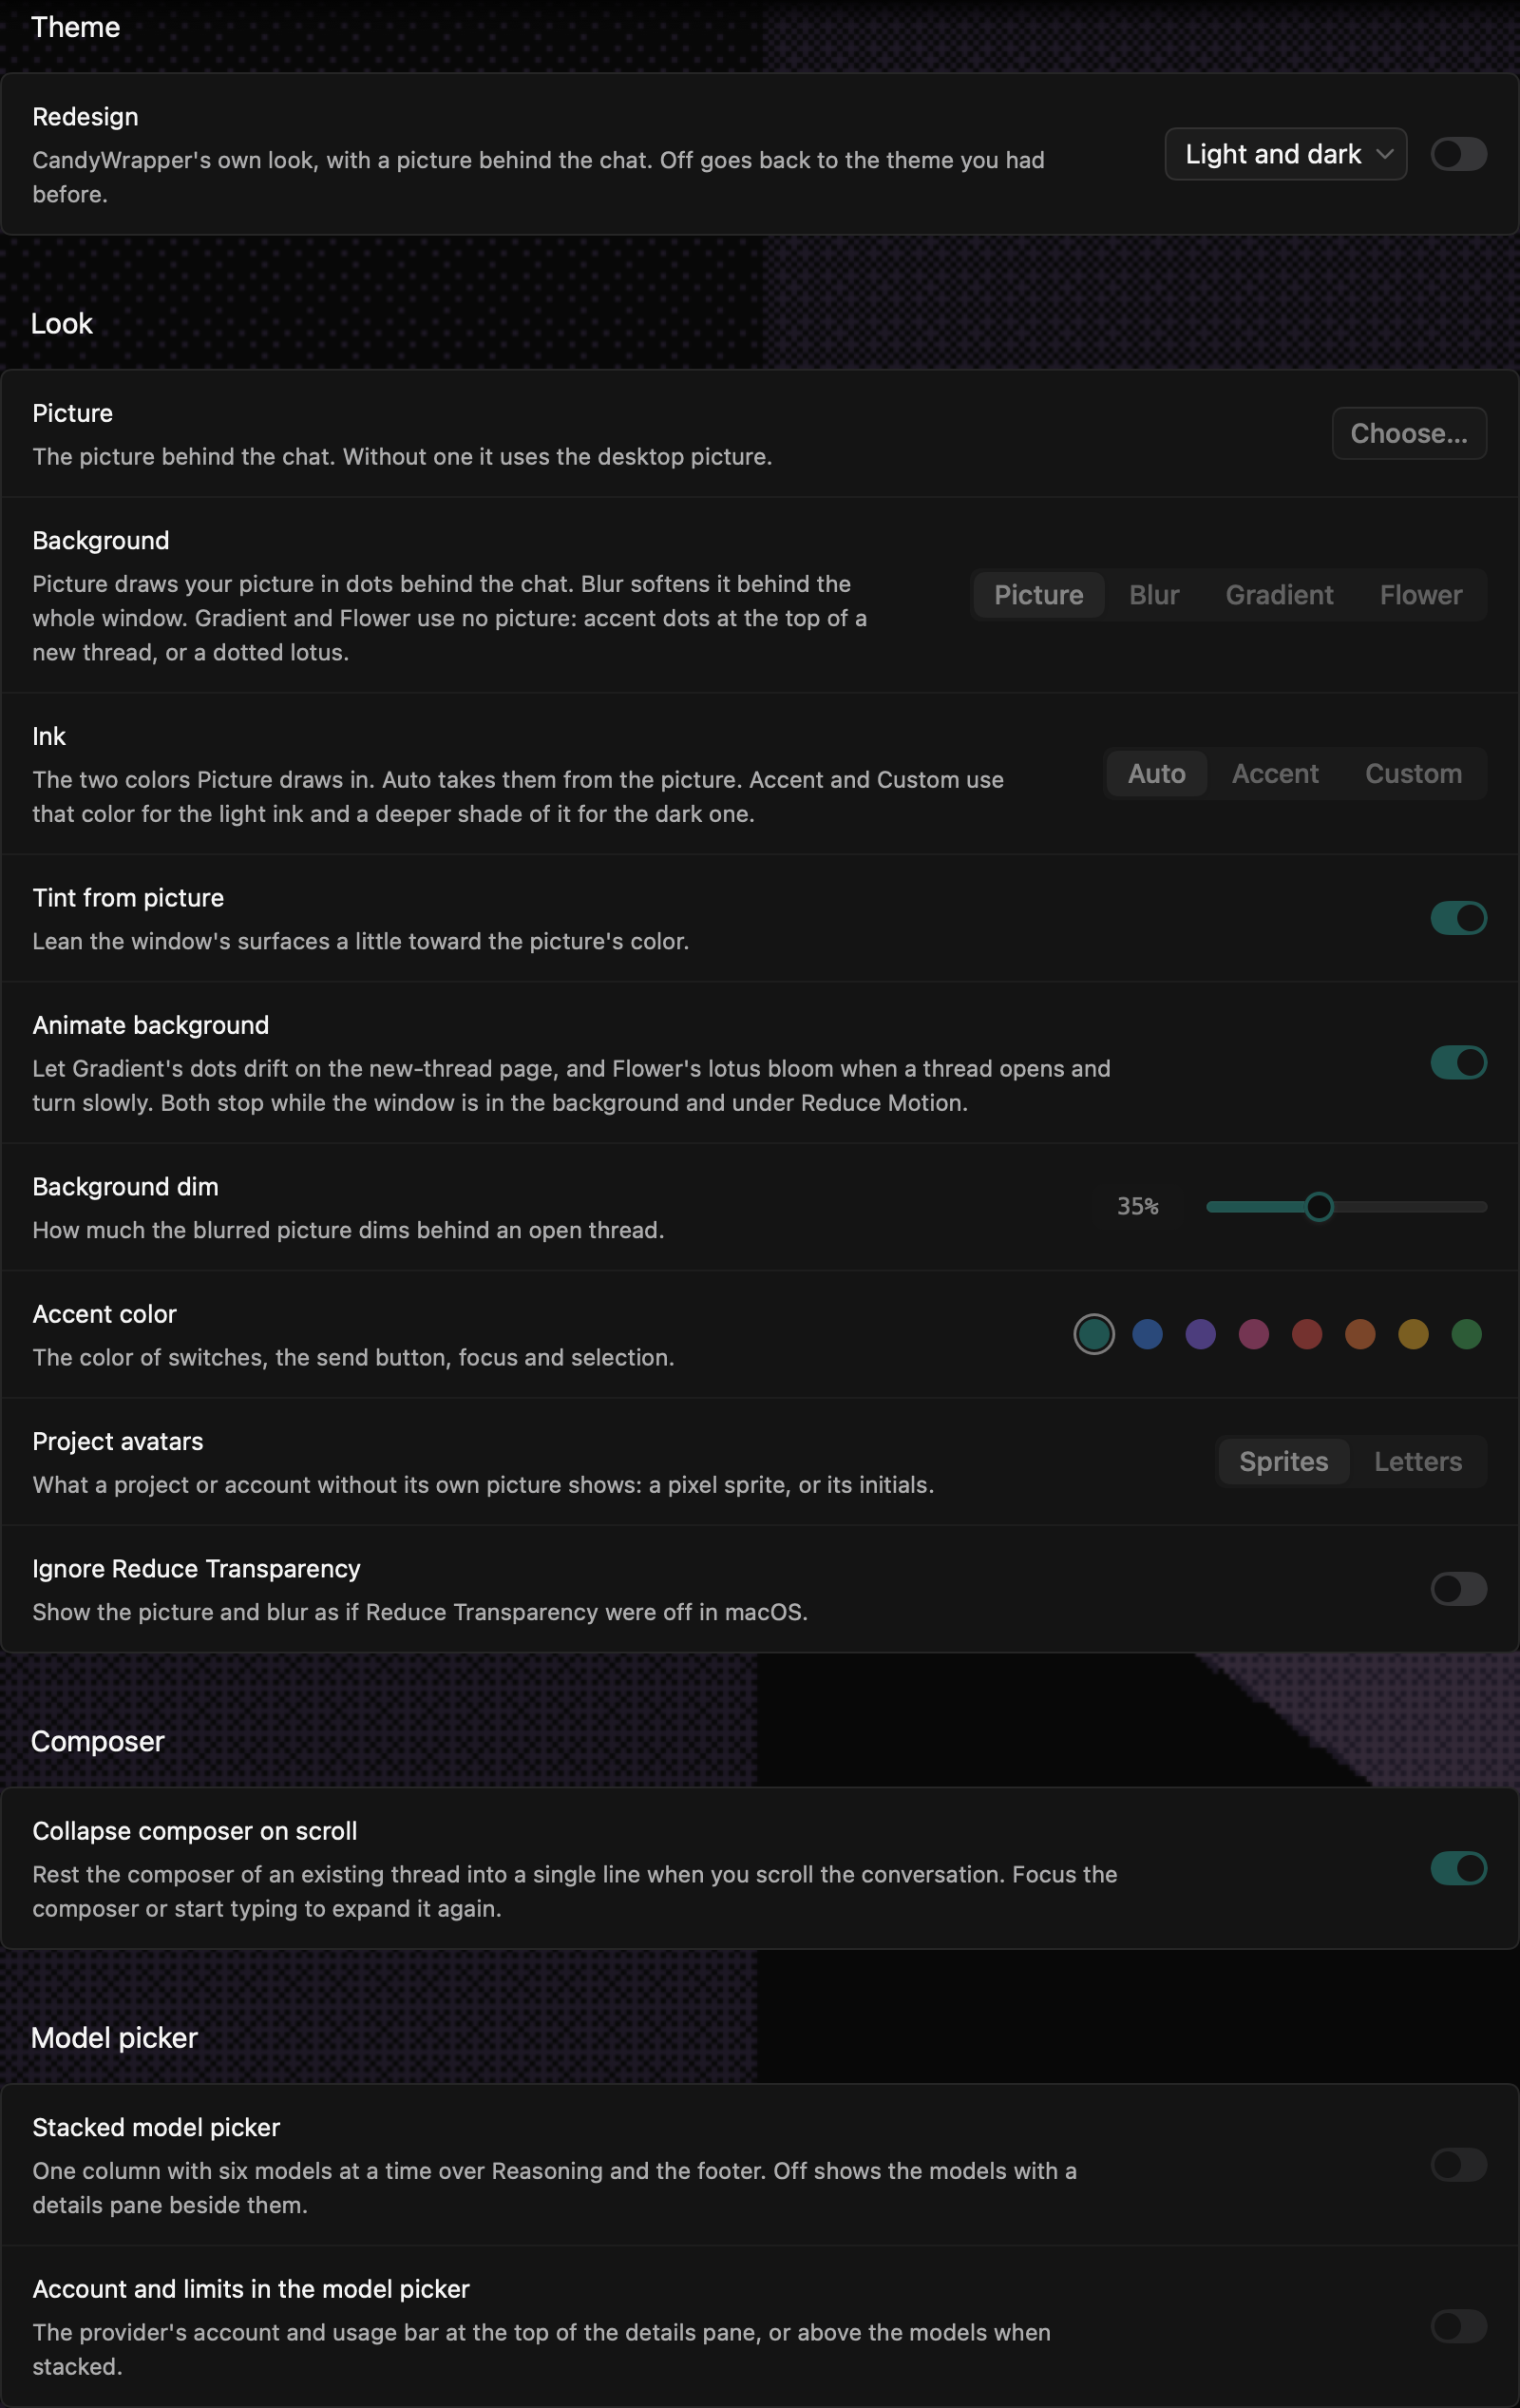 Theme
Redesign
CandyWrapper's own look, with a picture behind the chat. Off goes back to the theme you had
before.
Light and dark
Look
Picture
The picture behind the chat. Without one it uses the desktop picture.
Choose...
Background
Picture draws your picture in dots behind the chat. Blur softens it behind the
whole window. Gradient and Flower use no picture: accent dots at the top of a
new thread, or a dotted lotus.
Picture Blur Gradient Flower
Ink
The two colors Picture draws in. Auto takes them from the picture. Accent and Custom use
that color for the light ink and a deeper shade of it for the dark one.
Auto Accent Custom
Tint from picture
Lean the window's surfaces a little toward the picture's color.
Animate background
Let Gradient's dots drift on the new-thread page, and Flower's lotus bloom when a thread opens and
turn slowly. Both stop while the window is in the background and under Reduce Motion.
Background dim
How much the blurred picture dims behind an open thread.
35%
Accent color
The color of switches, the send button, focus and selection.
Project avatars
What a project or account without its own picture shows: a pixel sprite, or its initials.
Sprites Letters
Ignore Reduce Transparency
Show the picture and blur as if Reduce Transparency were off in macOS.
Composer
Collapse composer on scroll
Rest the composer of an existing thread into a single line when you scroll the conversation. Focus the
composer or start typing to expand it again.
Model picker
Stacked model picker
One column with six models at a time over Reasoning and the footer. Off shows the models with a
details pane beside them.
Account and limits in the model picker
The provider's account and usage bar at the top of the details pane, or above the models when
stacked.